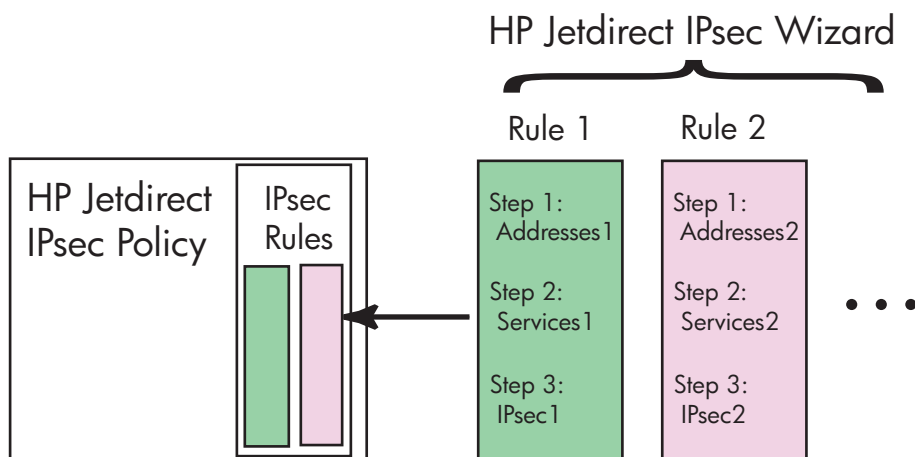 HP Jetdirect IPsec Wizard
Rule 1
Rule 2
HP Jetdirect
IPsec Policy
IPsec
Rules
Step 1:
Addresses1
Step 2:
Services1
Step 3:
IPsec1
Step 1:
Addresses2
Step 2:
Services2
Step 3:
IPsec2
• • •